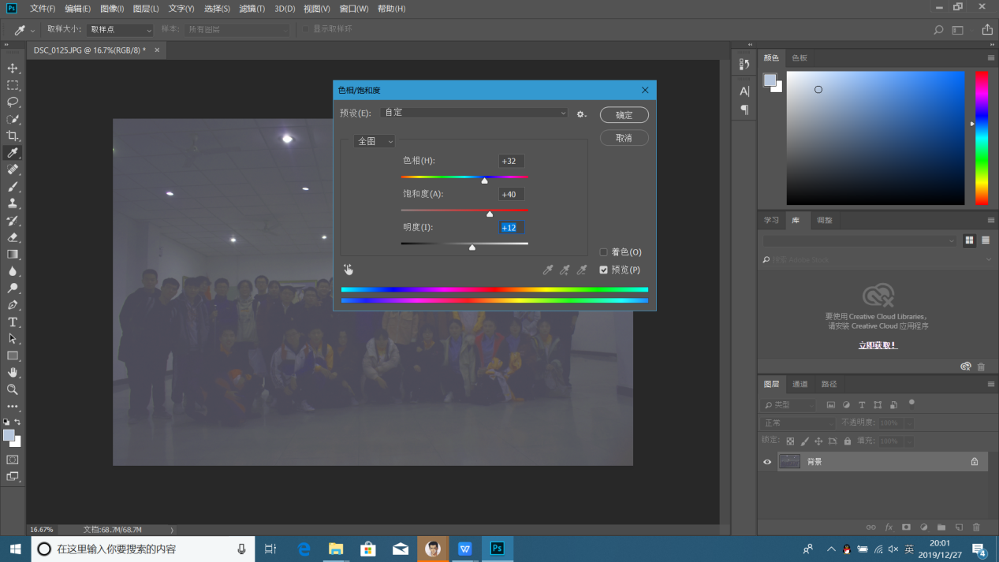 Ps 文件(F) 编辑(E) 图像(I) 图层(L) 文字(Y) 选择(S) 滤镜(T) 3D(D) 视图(V) 窗口(W) 帮助(H)
取样大小: 取样点 样本: 所有图层 显示取样环
DSC_0125.JPG @ 16.7%(RGB/8) * ×
色相/饱和度
预设(E): 自定
确定
全图
取消
色相(H): +32
饱和度(A): +40
明度(I): +12
着色(O)
预览(P)
颜色 色板
学习 库 调整
搜索 Adobe Stock
要使用 Creative Cloud Libraries，
请安装 Creative Cloud 应用程序
立即获取！
图层 通道 路径
类型
正常 不透明度: 100%
锁定: 填充: 100%
背景
16.67% 文档:68.7M/68.7M
在这里输入你要搜索的内容
W
Ps
英
20:01
2019/12/27
4